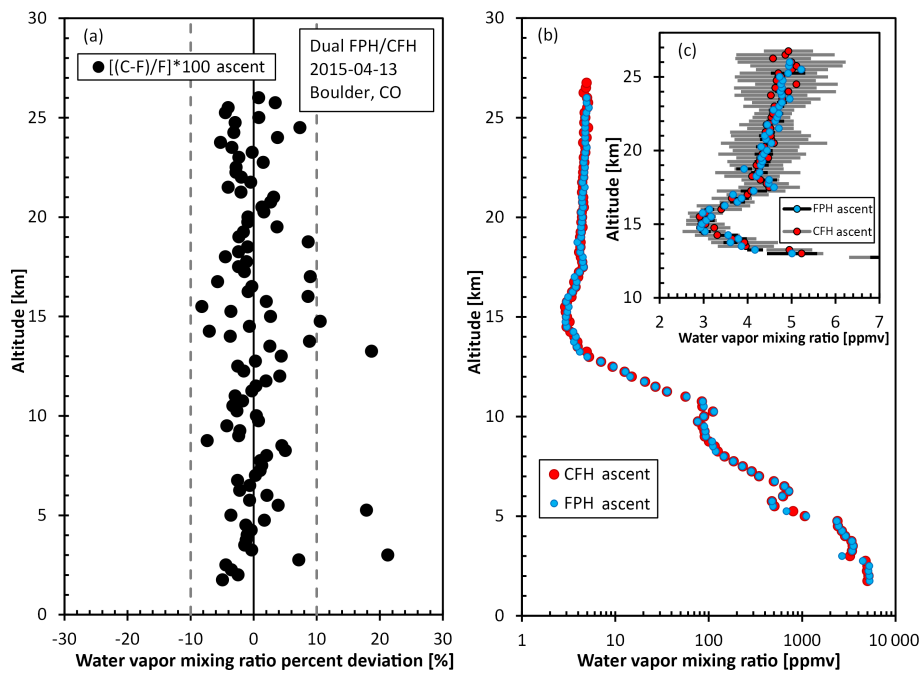 (a)
Dual FPH/CFH
2015-04-13
Boulder, CO
[(C-F)/F]*100 ascent
Altitude [km]
30
25
20
15
10
5
0
-30
-20
-10
0
10
20
30
Water vapor mixing ratio percent deviation [%]
(b)
Altitude [km]
30
25
20
15
10
5
0
CFH ascent
FPH ascent
1
10
100
1000
10 000
Water vapor mixing ratio [ppmv]
(c)
Altitude [km]
25
20
15
10
FPH ascent
CFH ascent
2
3
4
5
6
7
Water vapor mixing ratio [ppmv]